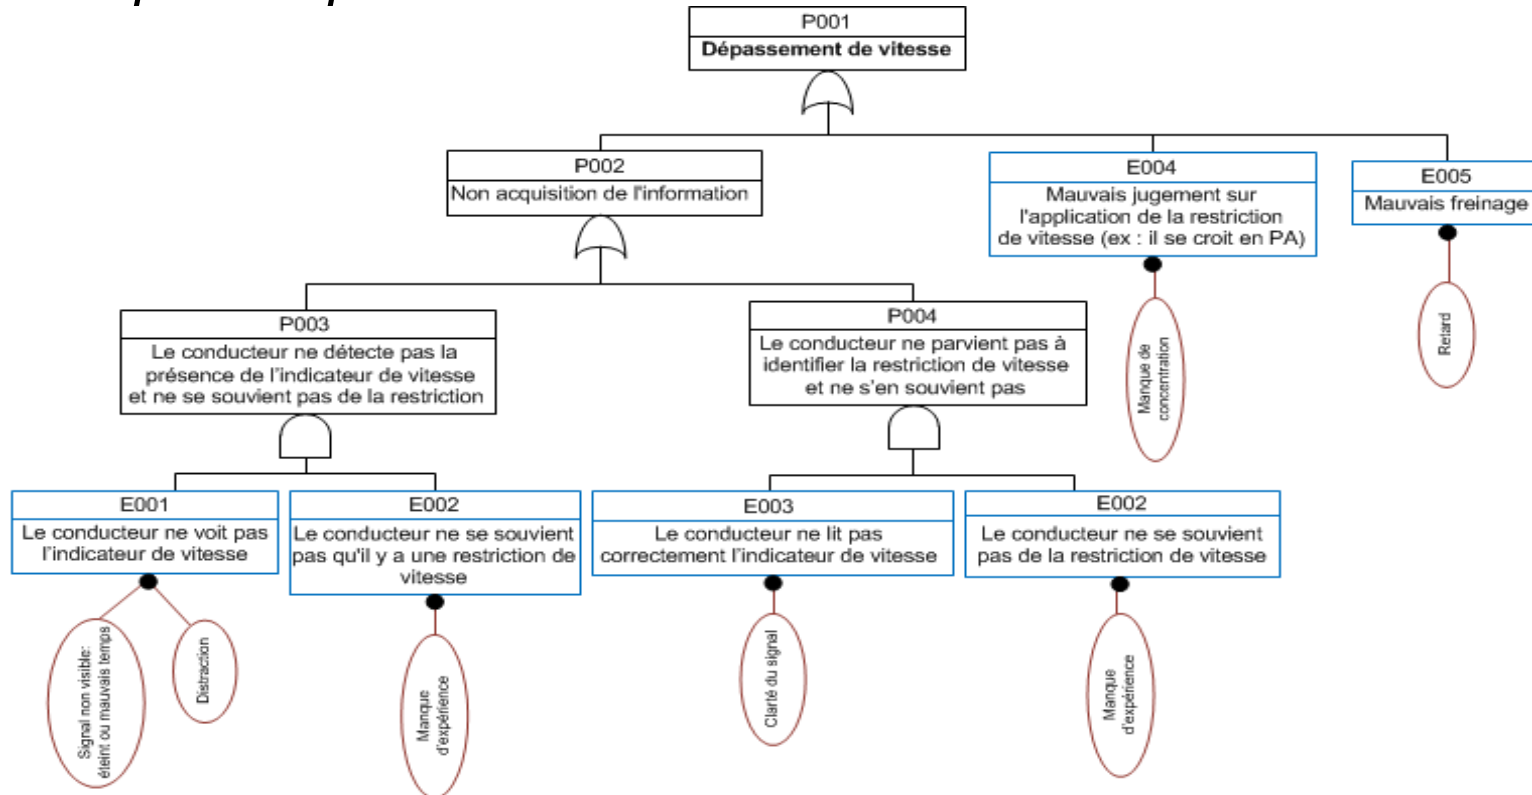 P001
Dépassement de vitesse
P002
Non acquisition de l'information
E004
Mauvais jugement sur
l'application de la restriction
de vitesse (ex : il se croit en PA)
E005
Mauvais freinage
Manque de
concentration
Retard
P003
Le conducteur ne détecte pas la
présence de l'indicateur de vitesse
et ne se souvient pas de la restriction
P004
Le conducteur ne parvient pas à
identifier la restriction de vitesse
et ne s'en souvient pas
E001
Le conducteur ne voit pas
l'indicateur de vitesse
E002
Le conducteur ne se souvient
pas qu'il y a une restriction de
vitesse
E003
Le conducteur ne lit pas
correctement l'indicateur de vitesse
E002
Le conducteur ne se souvient
pas de la restriction de vitesse
Signal non visible:
éteint ou mauvais temps
Distraction
Manque
d'expérience
Clarté du signal
Manque
d'expérience